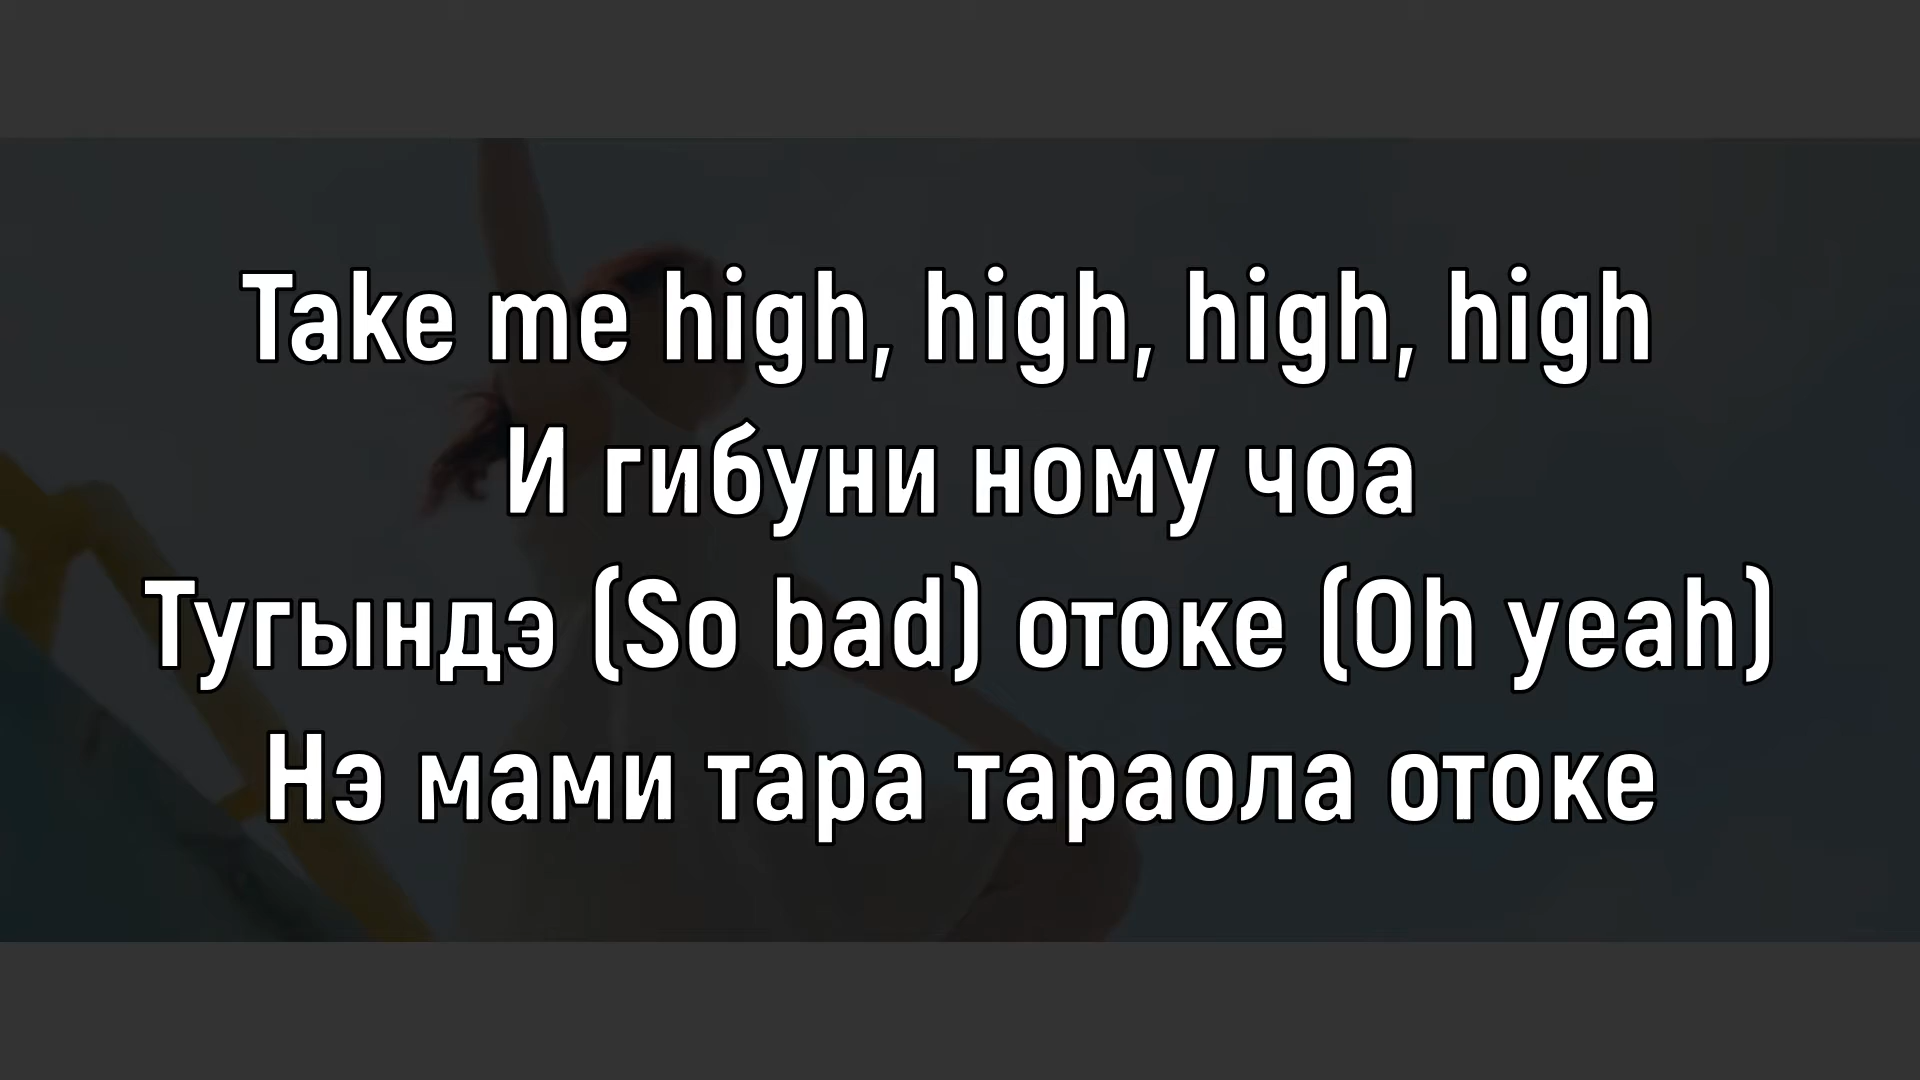 Take me high, high, high, high
И гибуни ному чоа
Тугындэ (So bad) отоке (Oh yeah)
Нэ мами тара тараола отоке